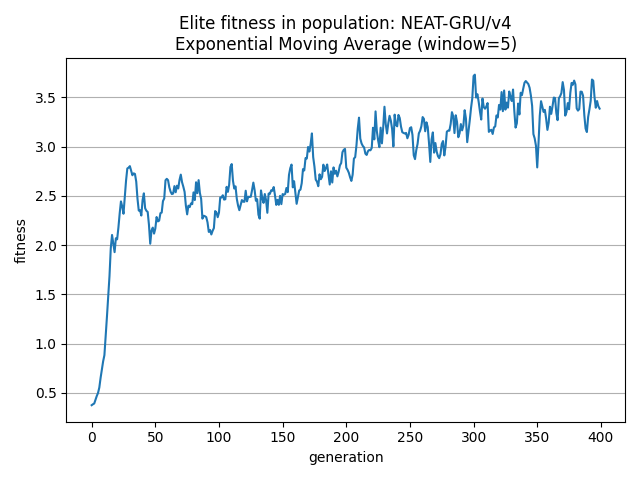 Elite fitness in population: NEAT-GRU/v4
Exponential Moving Average (window=5)
fitness
3.5
3.0
2.5
2.0
1.5
1.0
0.5
0 50 100 150 200 250 300 350 400
generation